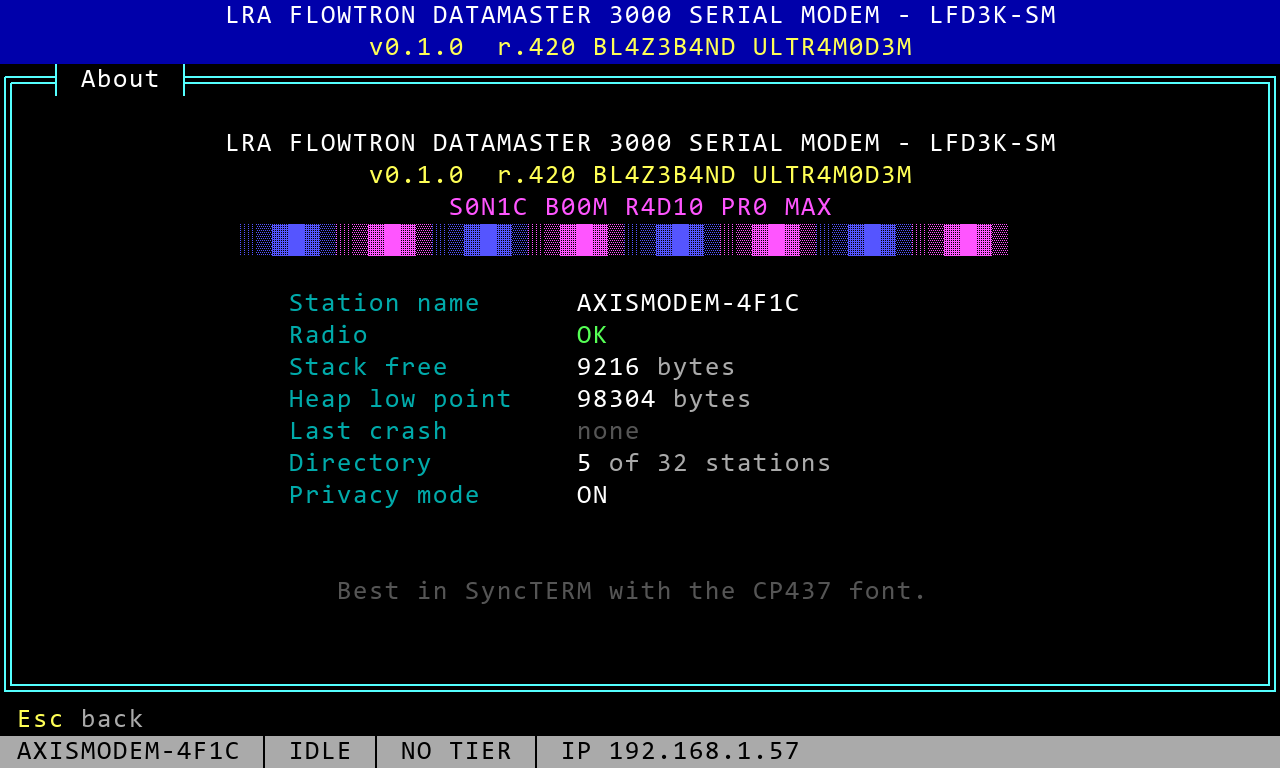 LRA FLOWTRON DATAMASTER 3000 SERIAL MODEM - LFD3K-SM
v0.1.0  r.420 BL4Z3B4ND ULTR4M0D3M
About
LRA FLOWTRON DATAMASTER 3000 SERIAL MODEM - LFD3K-SM
v0.1.0  r.420 BL4Z3B4ND ULTR4M0D3M
S0N1C B00M R4D10 PR0 MAX
Station name AXISMODEM-4F1C
Radio OK
Stack free 9216 bytes
Heap low point 98304 bytes
Last crash none
Directory 5 of 32 stations
Privacy mode ON
Best in SyncTERM with the CP437 font.
Esc back
AXISMODEM-4F1C IDLE NO TIER IP 192.168.1.57